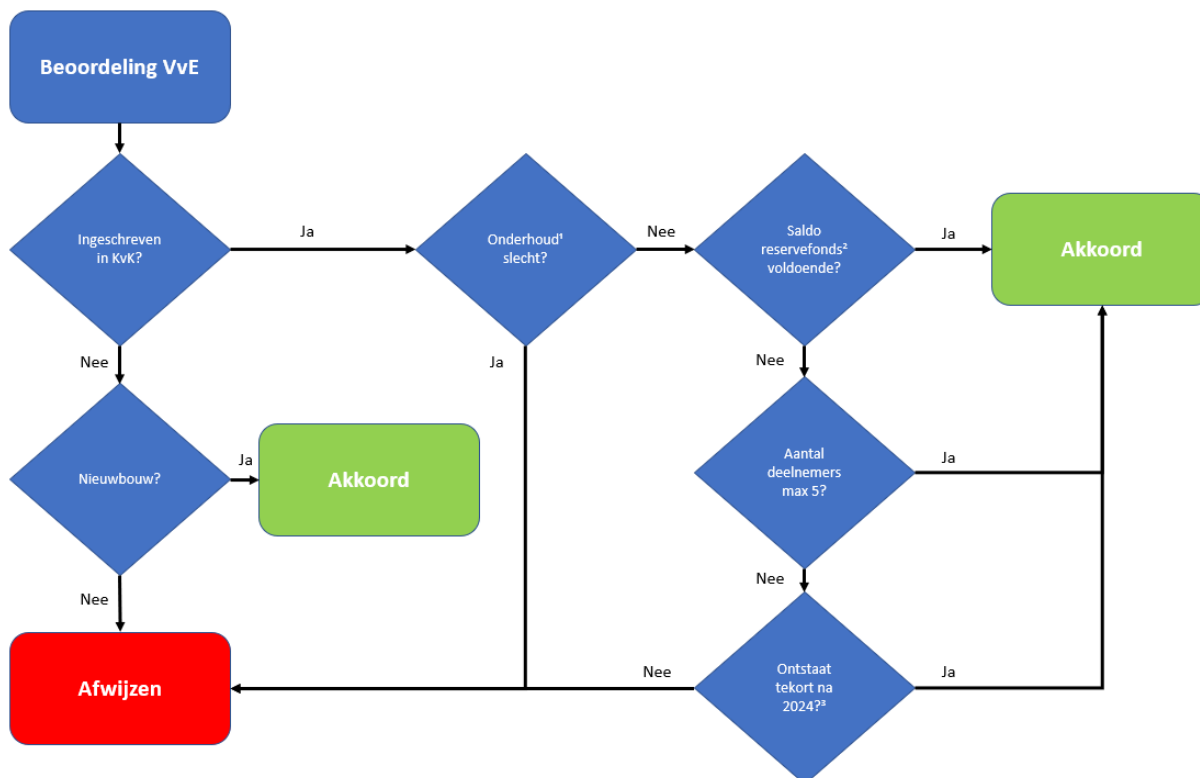 Beoordeling VvE
Ingeschreven
in KvK?
Ja
Onderhoud¹
slecht?
Nee
Saldo
reservefonds²
voldoende?
Ja
Akkoord
Nee
Ja
Nee
Nieuwbouw?
Ja
Akkoord
Aantal
deelnemers
max 5?
Ja
Nee
Nee
Afwijzen
Nee
Ontstaat
tekort na
2024?³
Ja